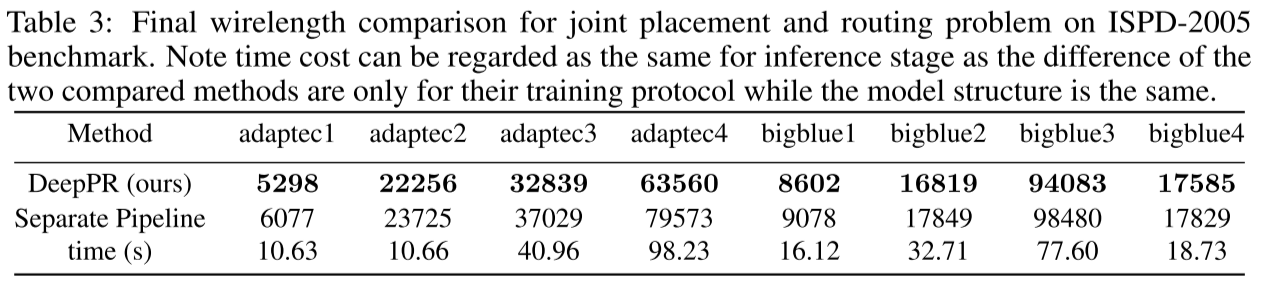 Table 3: Final wirelength comparison for joint placement and routing problem on ISPD-2005
benchmark. Note time cost can be regarded as the same for inference stage as the difference of the
two compared methods are only for their training protocol while the model structure is the same.
Method adaptec1 adaptec2 adaptec3 adaptec4 bigblue1 bigblue2 bigblue3 bigblue4
DeepPR (ours) 5298 22256 32839 63560 8602 16819 94083 17585
Separate Pipeline 6077 23725 37029 79573 9078 17849 98480 17829
time (s) 10.63 10.66 40.96 98.23 16.12 32.71 77.60 18.73